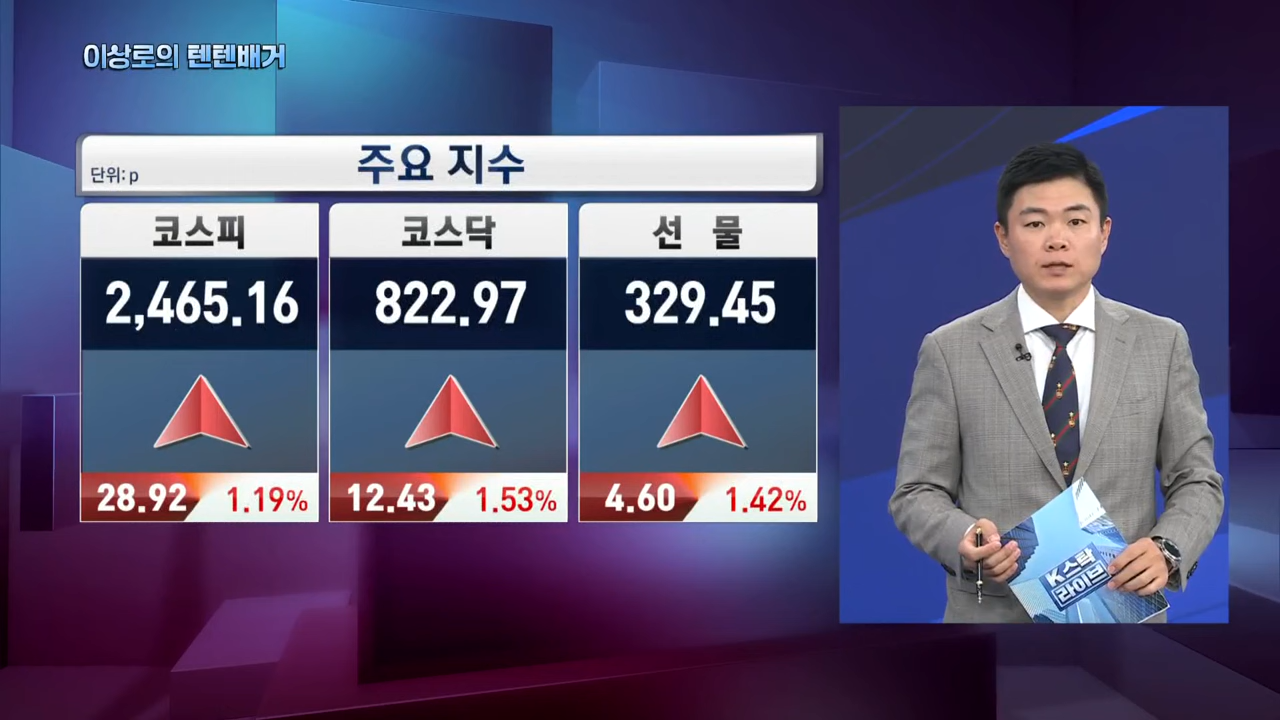 이상로의 텐텐배거
단위:p
주요 지수
코스피
2,465.16
28.92 1.19%
코스닥
822.97
12.43 1.53%
선 물
329.45
4.60 1.42%
K스탁
라이브